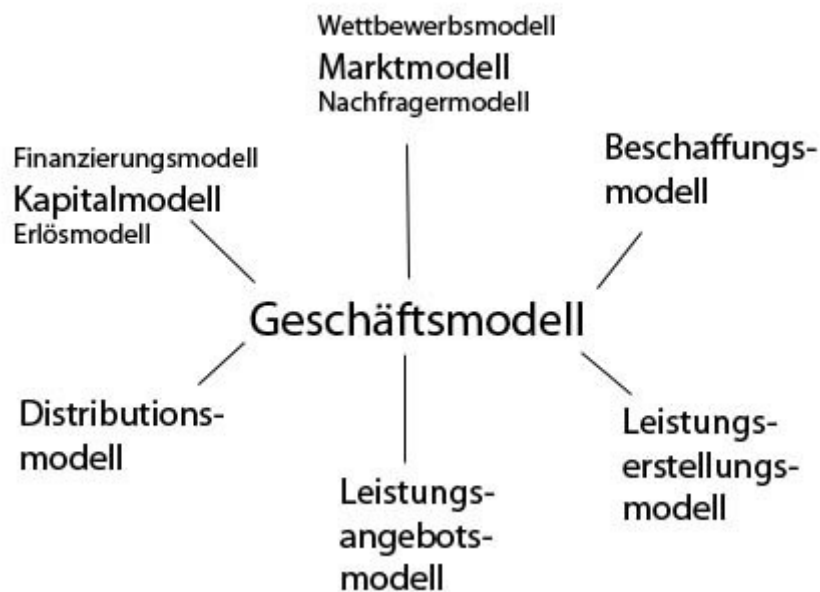 Wettbewerbsmodell
Marktmodell
Nachfragermodell
Beschaffungs-
modell
Finanzierungsmodell
Kapitalmodell
Erlösmodell
Geschäftsmodell
Distributions-
modell
Leistungs-
erstellungs-
modell
Leistungs-
angebots-
modell